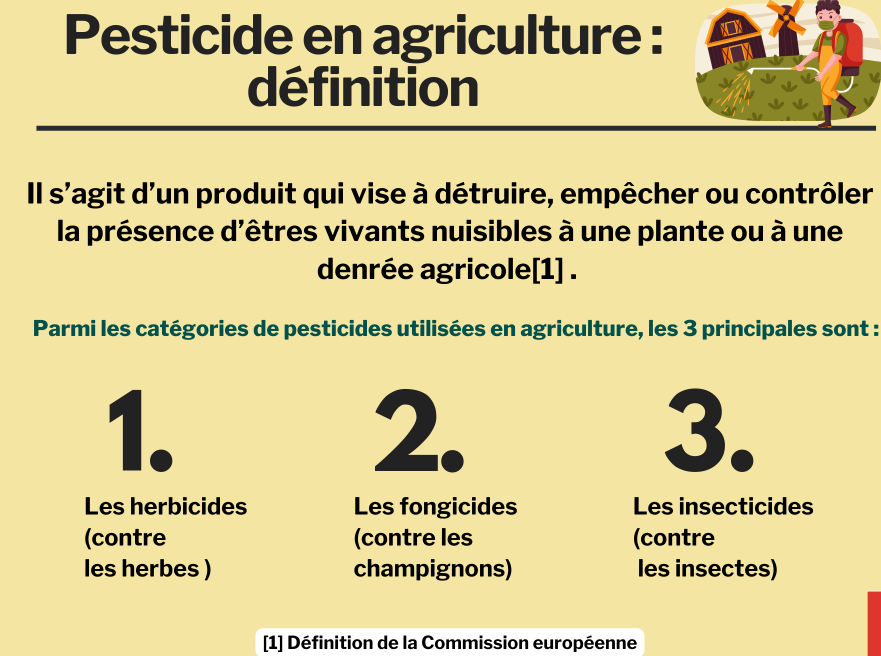 Pesticide en agriculture :
définition
Il s’agit d’un produit qui vise à détruire, empêcher ou contrôler
la présence d’êtres vivants nuisibles à une plante ou à une
denrée agricole[1] .
Parmi les catégories de pesticides utilisées en agriculture, les 3 principales sont :
1.
Les herbicides
(contre
les herbes )
2.
Les fongicides
(contre les
champignons)
3.
Les insecticides
(contre
les insectes)
[1] Définition de la Commission européenne